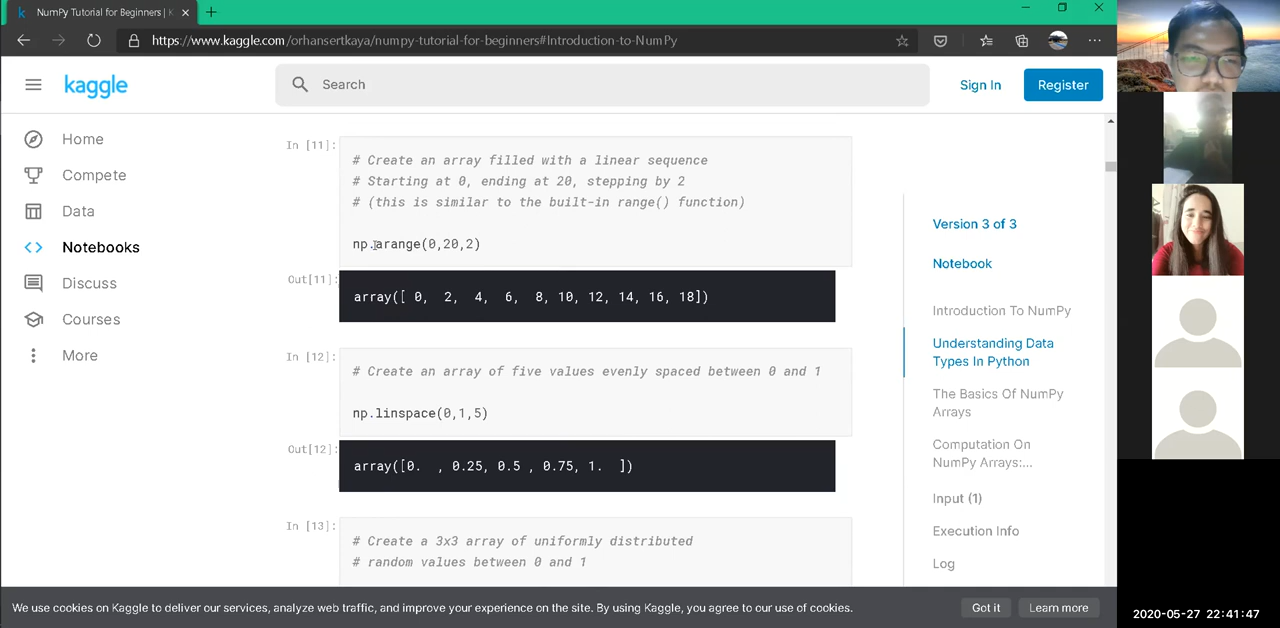 NumPy Tutorial for Beginners | K
https://www.kaggle.com/orhansertkaya/numpy-tutorial-for-beginners#Introduction-to-NumPy
kaggle
Search
Sign In
Register
Home
Compete
Data
Notebooks
Discuss
Courses
More
In [11]:
# Create an array filled with a linear sequence
# Starting at 0, ending at 20, stepping by 2
# (this is similar to the built-in range() function)
np.arange(0,20,2)
Out[11]:
array([ 0, 2, 4, 6, 8, 10, 12, 14, 16, 18])
In [12]:
# Create an array of five values evenly spaced between 0 and 1
np.linspace(0,1,5)
Out[12]:
array([0. , 0.25, 0.5 , 0.75, 1. ])
In [13]:
# Create a 3x3 array of uniformly distributed
# random values between 0 and 1
Version 3 of 3
Notebook
Introduction To NumPy
Understanding Data
Types In Python
The Basics Of NumPy
Arrays
Computation On
NumPy Arrays:...
Input (1)
Execution Info
Log
We use cookies on Kaggle to deliver our services, analyze web traffic, and improve your experience on the site. By using Kaggle, you agree to our use of cookies.
Got it
Learn more
2020-05-27 22:41:47